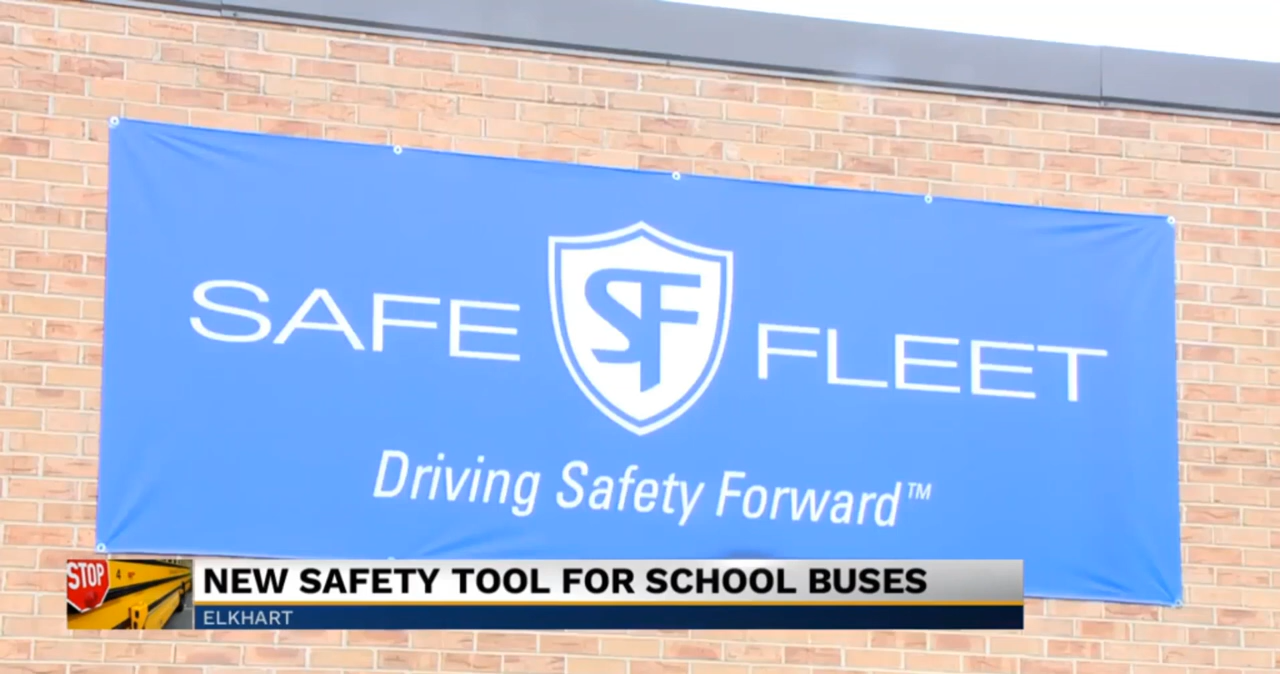 SAFE SF FLEET
Driving Safety Forward™
STOP
NEW SAFETY TOOL FOR SCHOOL BUSES
ELKHART